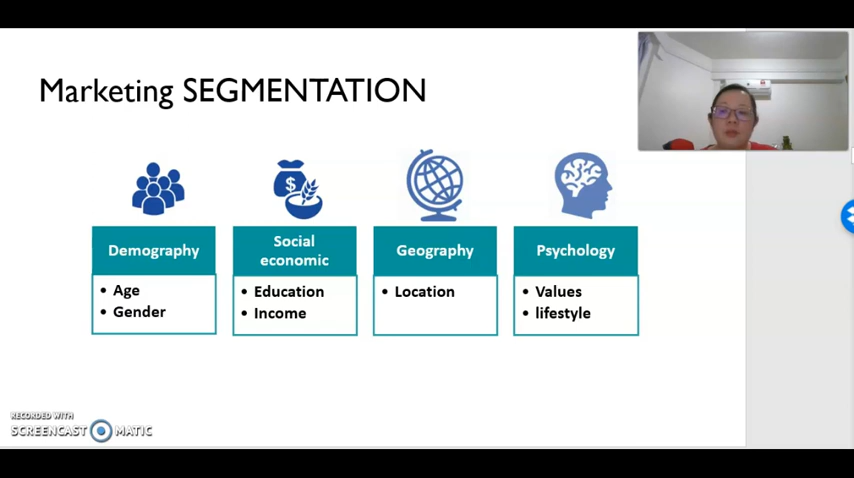 Marketing SEGMENTATION
Demography
• Age
• Gender
Social
economic
• Education
• Income
Geography
• Location
Psychology
• Values
• lifestyle
RECORDED WITH
SCREENCAST MATIC